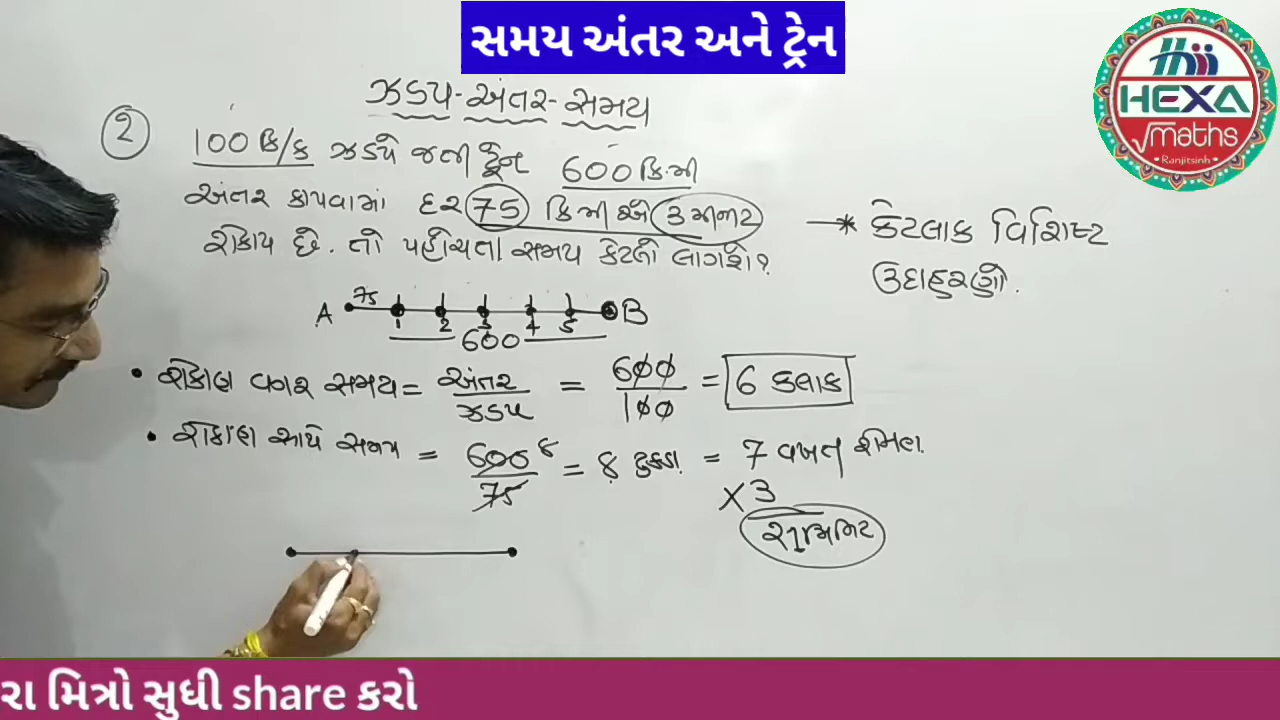 સમય અંતર અને ટ્રેન
HEXA
√maths
• Ranjitsinh •
ઝડપ-અંતર-સમય
2
100 કિ/ક ઝડપે જતી ટ્રેન 600 કિ.મી
અંતર કાપવામાં દર 75 કિમીએ 3 મીનીટ
રોકાય છે. તો પહોંચતા સમય કેટલો લાગશે?
→* કેટલાક વિશિષ્ટ
ઉદાહરણો.
A 75 1 2 3 4 5 B
600
• રોકાણ વગર સમય = અંતર/ઝડપ = 600/100 = 6 કલાક
• રોકાણ સાથે સમય = 600/75 8 = 8 ટુકડા = 7 વખત
×3
મિનિટ
રા મિત્રો સુધી share કરો